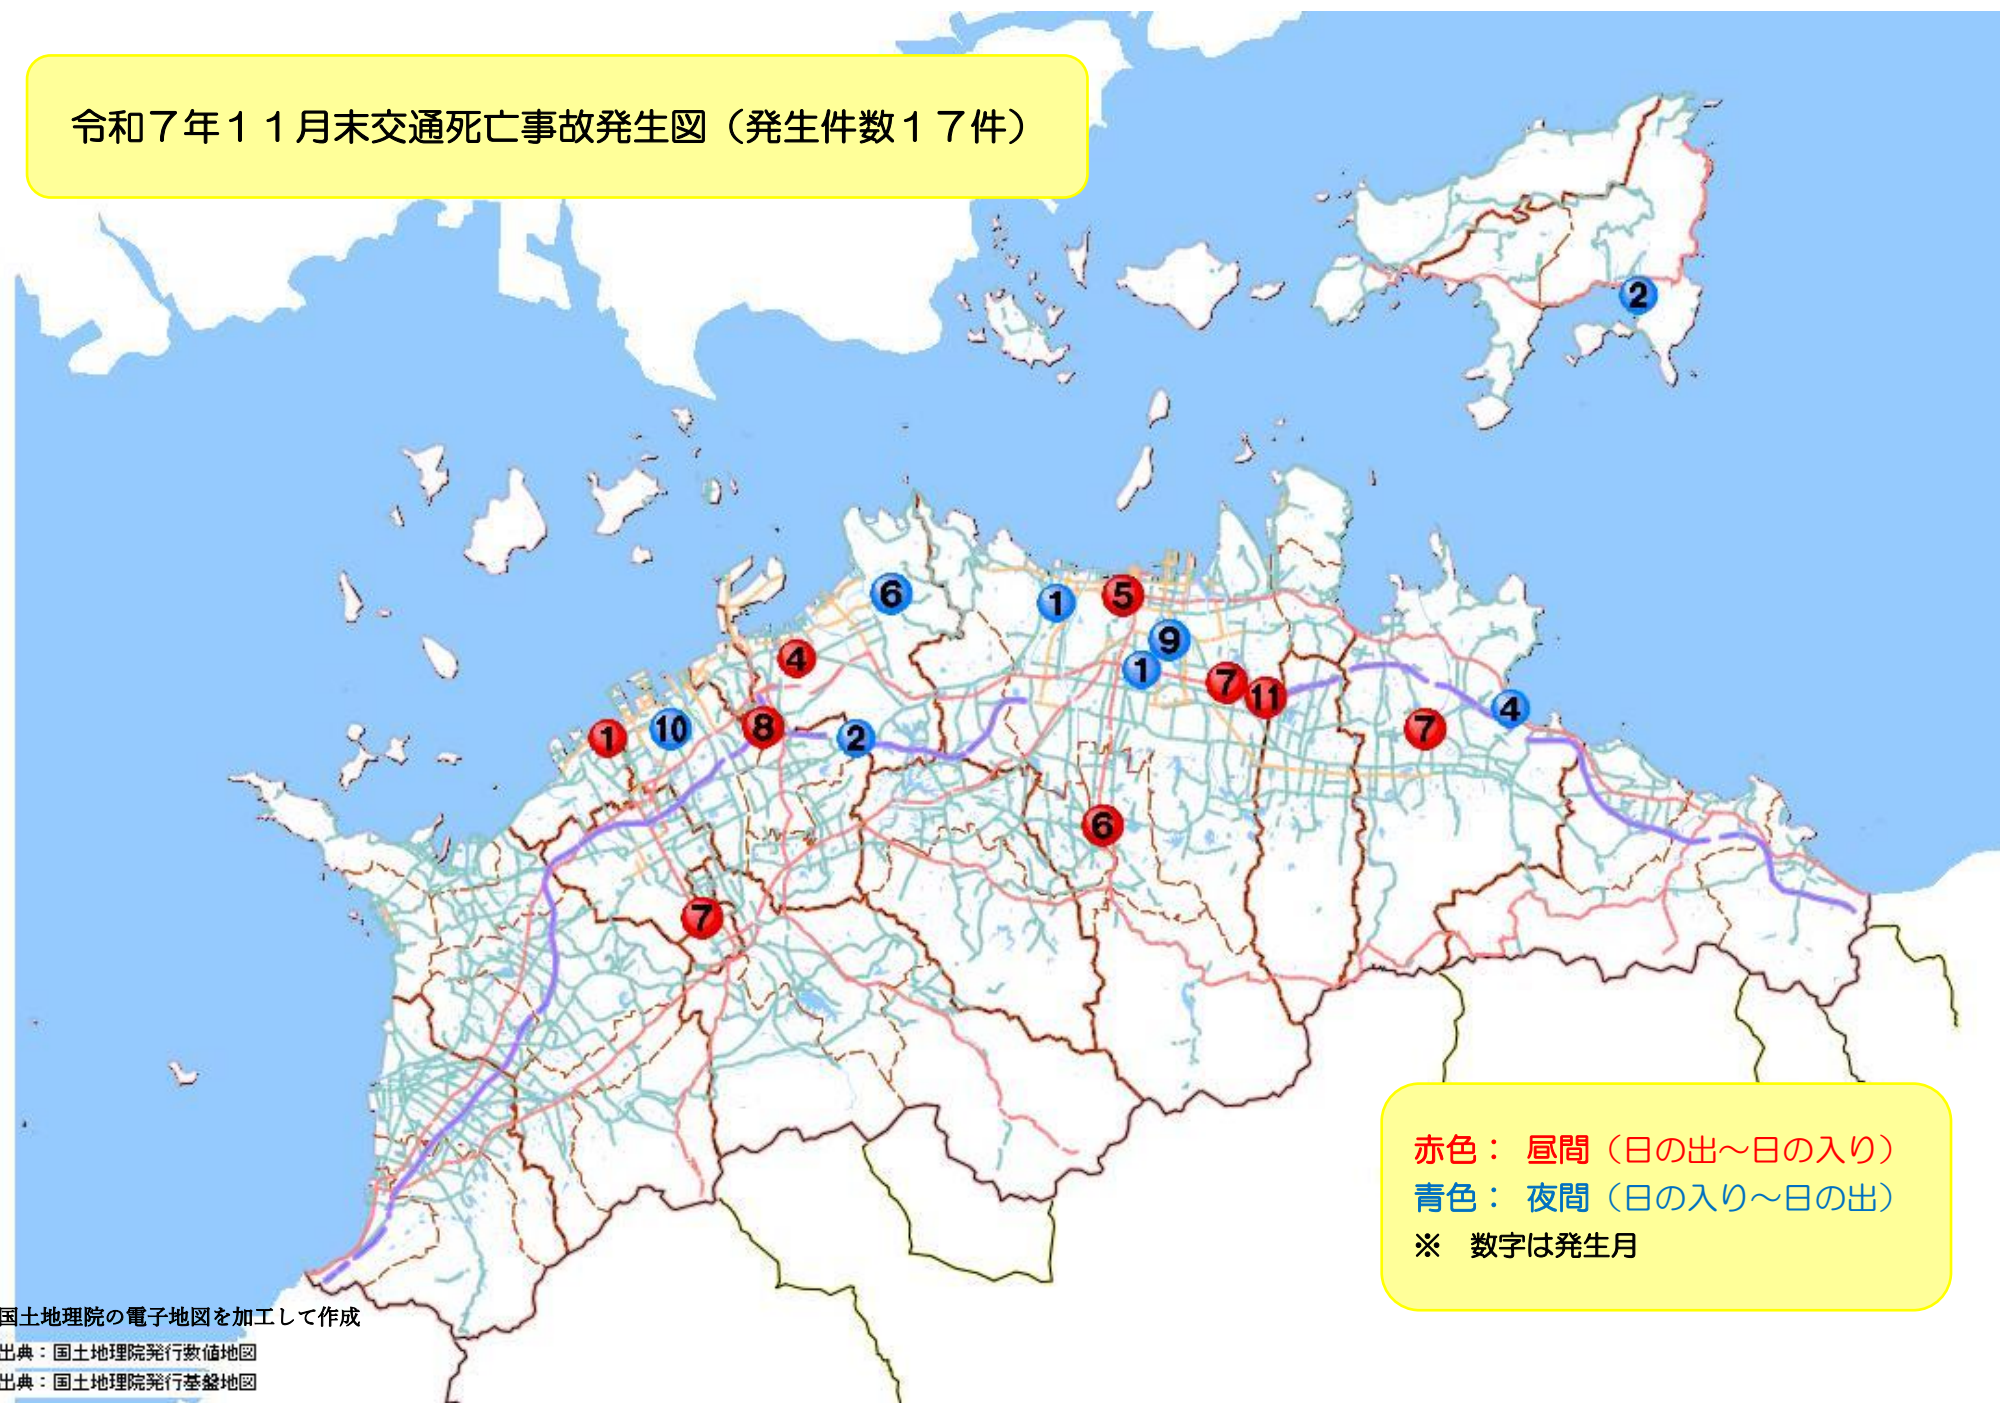 令和７年１１月末交通死亡事故発生図（発生件数１７件）
2
6
1
5
9
4
1
7
11
4
10
8
1
2
7
6
7
赤色： 昼間（日の出～日の入り）
青色： 夜間（日の入り～日の出）
※　数字は発生月
国土地理院の電子地図を加工して作成
出典：国土地理院発行数値地図
出典：国土地理院発行基盤地図